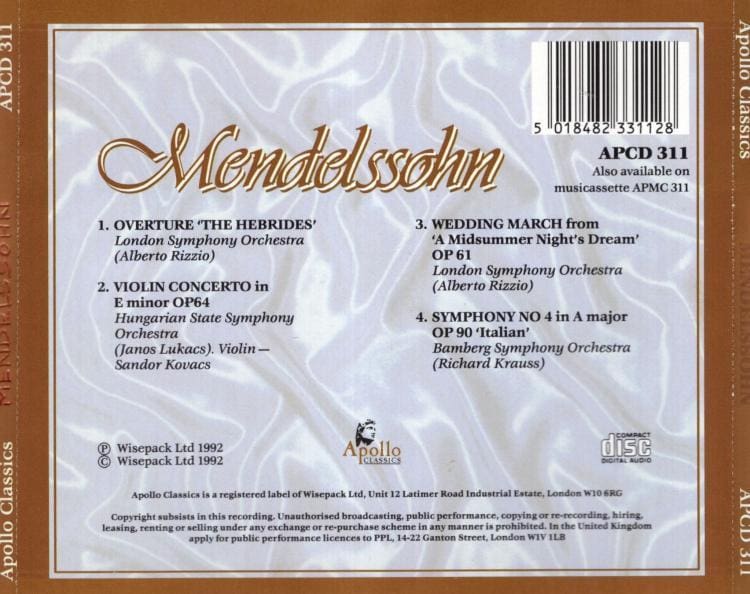 APCD 311
MENDELSSOHN
Apollo Classics
Mendelssohn
5 018482 331128
APCD 311
Also available on
musicassette APMC 311
1. OVERTURE ‘THE HEBRIDES’
London Symphony Orchestra
(Alberto Rizzio)
2. VIOLIN CONCERTO in
E minor OP64
Hungarian State Symphony
Orchestra
(Janos Lukacs). Violin —
Sandor Kovacs
3. WEDDING MARCH from
‘A Midsummer Night's Dream’
OP 61
London Symphony Orchestra
(Alberto Rizzio)
4. SYMPHONY NO 4 in A major
OP 90 ‘Italian’
Bamberg Symphony Orchestra
(Richard Krauss)
Ⓟ Wisepack Ltd 1992
© Wisepack Ltd 1992
Apollo
CLASSICS
COMPACT
disc
DIGITAL AUDIO
Apollo Classics is a registered label of Wisepack Ltd, Unit 12 Latimer Road Industrial Estate, London W10 6RG
Copyright subsists in this recording. Unauthorised broadcasting, public performance, copying or re-recording, hiring,
leasing, renting or selling under any exchange or re-purchase scheme in any manner is prohibited. In the United Kingdom
apply for public performance licences to PPL, 14-22 Ganton Street, London W1V 1LB
Apollo Classics
APCD 311